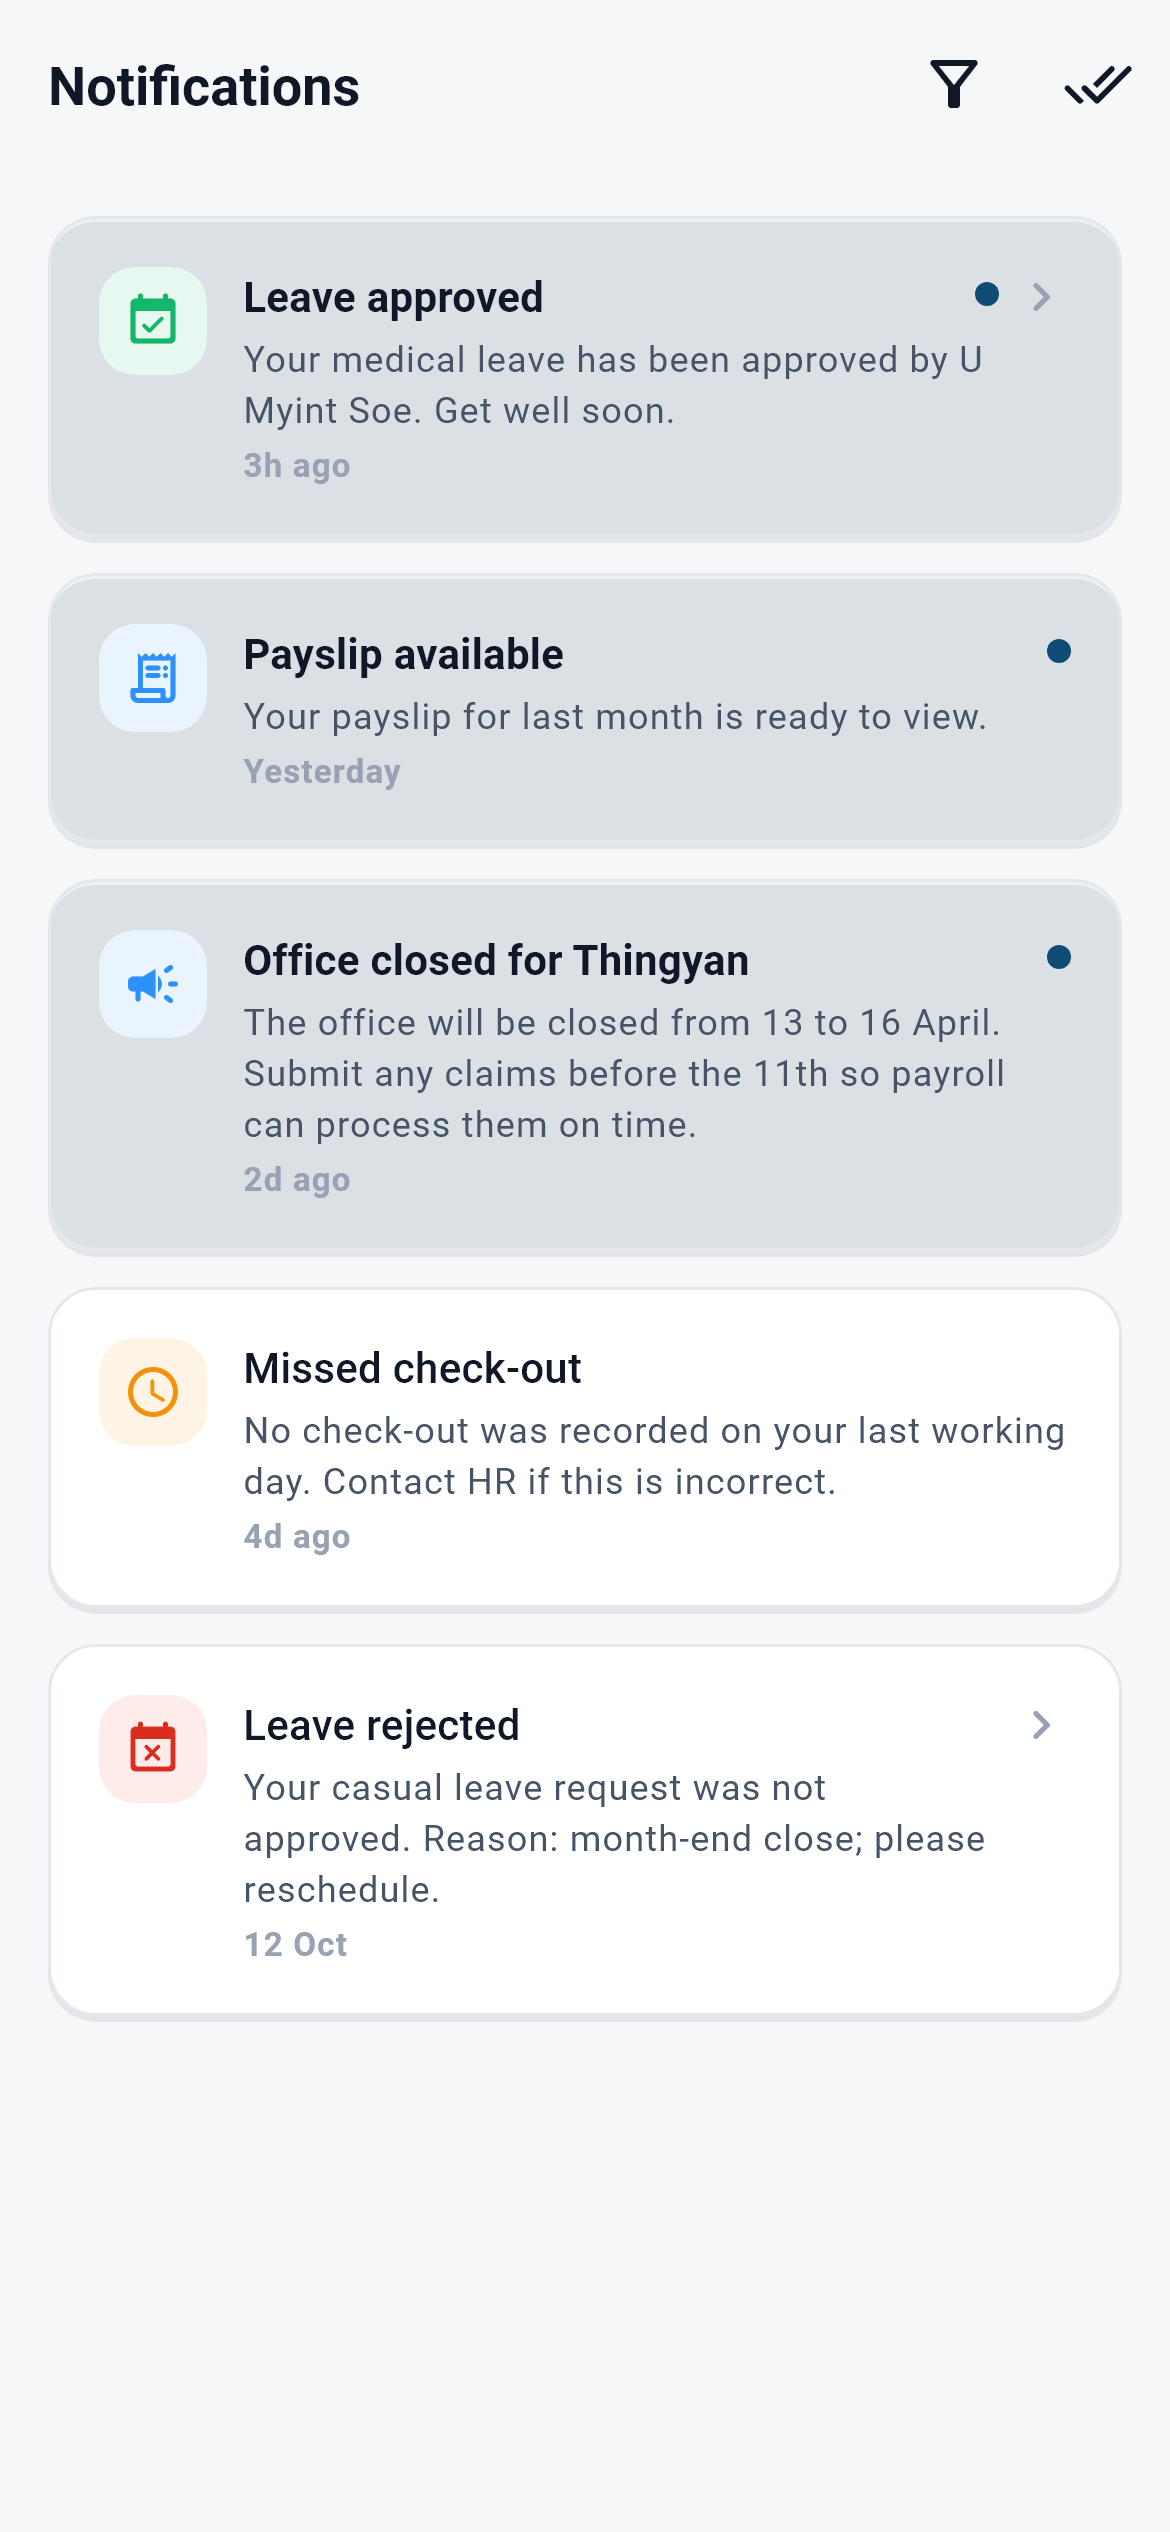 Notifications
Leave approved
Your medical leave has been approved by U
Myint Soe. Get well soon.
3h ago
Payslip available
Your payslip for last month is ready to view.
Yesterday
Office closed for Thingyan
The office will be closed from 13 to 16 April.
Submit any claims before the 11th so payroll
can process them on time.
2d ago
Missed check-out
No check-out was recorded on your last working
day. Contact HR if this is incorrect.
4d ago
Leave rejected
Your casual leave request was not
approved. Reason: month-end close; please
reschedule.
12 Oct